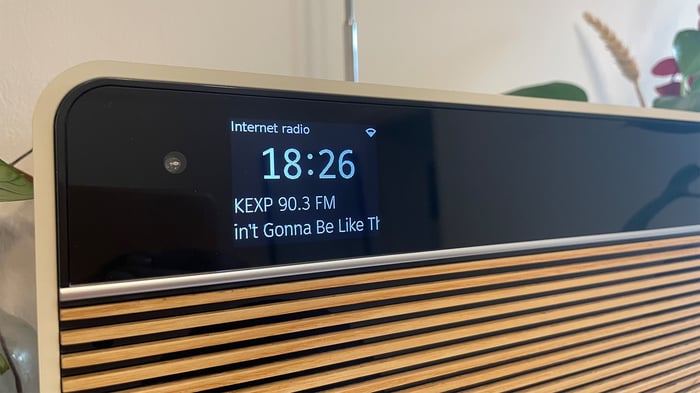 Internet radio
18:26
KEXP 90.3 FM
in't Gonna Be Like Th